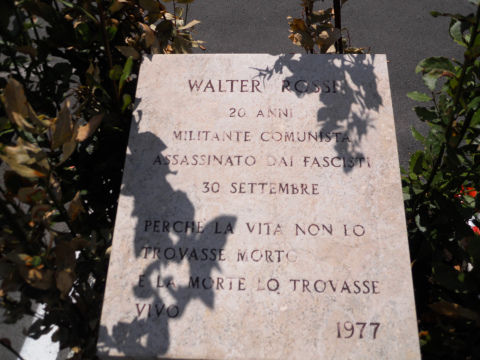 WALTER ROSSI
20 ANNI
MILITANTE COMUNISTA
ASSASSINATO DAI FASCISTI
30 SETTEMBRE
PERCHE LA VITA NON LO
TROVASSE MORTO
E LA MORTE LO TROVASSE
VIVO
1977